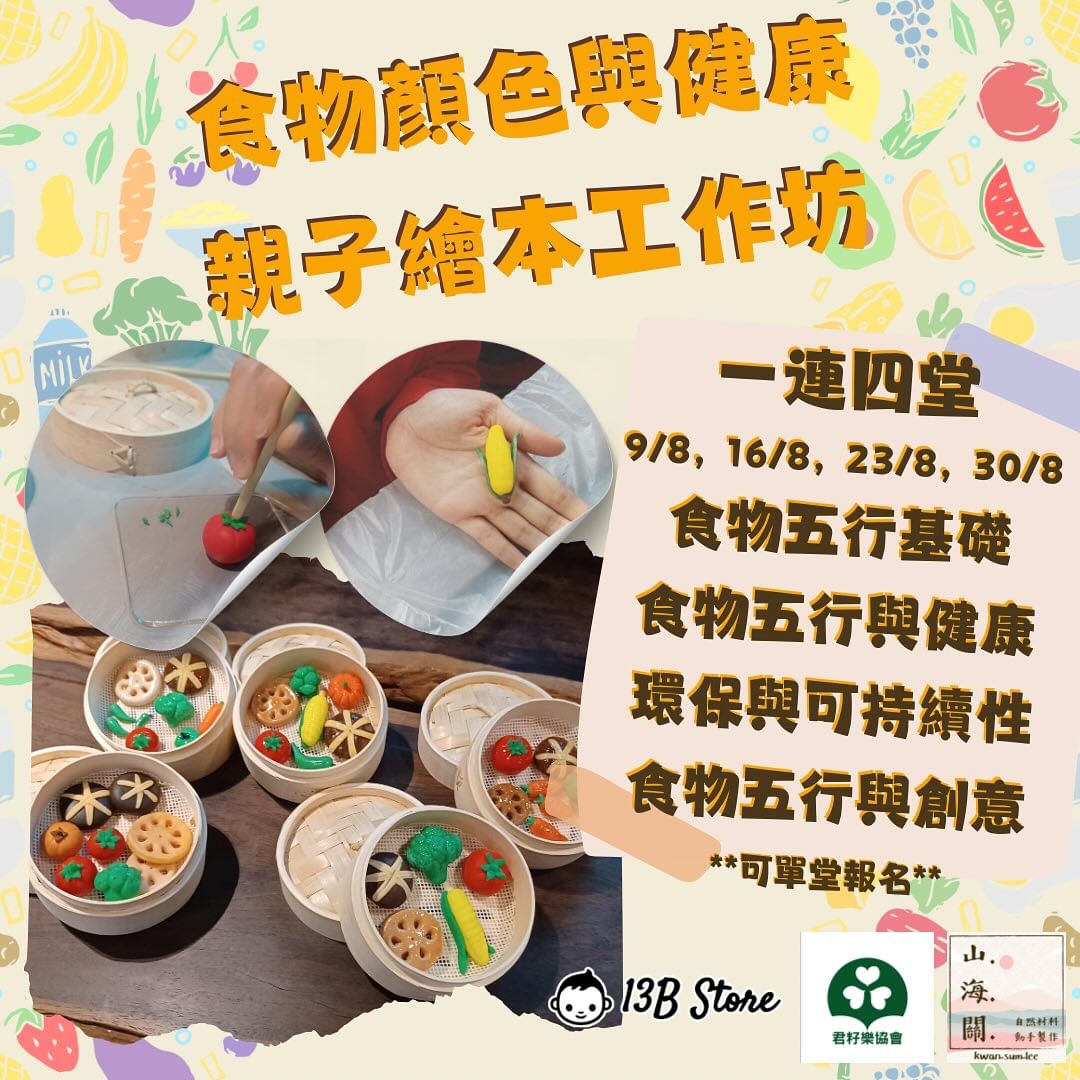 食物顏色與健康
親子繪本工作坊
MiLK
一連四堂
9/8, 16/8, 23/8, 30/8
食物五行基礎
食物五行與健康
環保與可持續性
食物五行與創意
**可單堂報名**
13B Store
君籽樂協會
山.
海.
關.
自然材料
動手製作
kwan.sum.lee